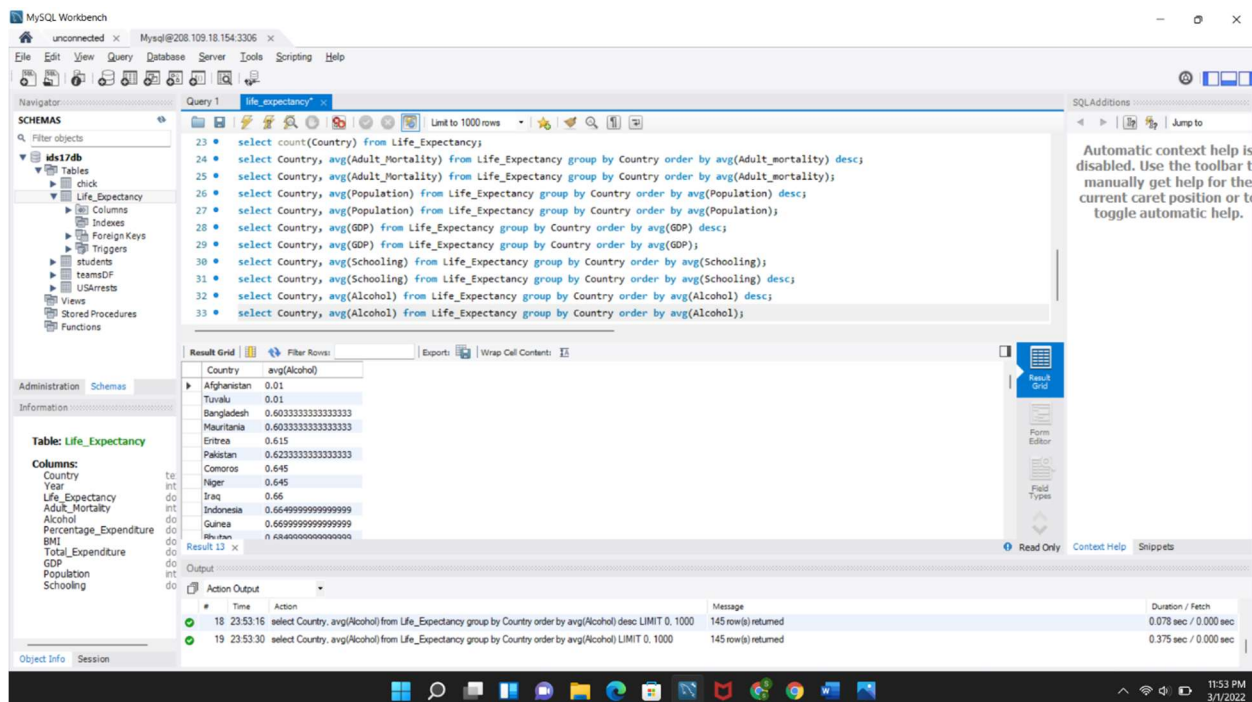 MySQL Workbench
unconnected × Mysql@208.109.18.154:3306 ×
File Edit View Query Database Server Tools Scripting Help
Navigator
SCHEMAS
Filter objects
ids17db
Tables
chick
Life_Expectancy
Columns
Indexes
Foreign Keys
Triggers
students
teamsDF
USArrests
Views
Stored Procedures
Functions
Administration Schemas
Information
Table: Life_Expectancy
Columns:
Country te
Year int
Life_Expectancy do
Adult_Mortality int
Alcohol do
Percentage_Expenditure do
BMI do
Total_Expenditure do
GDP do
Population int
Schooling do
Object Info Session
Query 1 life_expectancy* ×
Limit to 1000 rows
23 select count(Country) from Life_Expectancy;
24 select Country, avg(Adult_Mortality) from Life_Expectancy group by Country order by avg(Adult_mortality) desc;
25 select Country, avg(Adult_Mortality) from Life_Expectancy group by Country order by avg(Adult_mortality);
26 select Country, avg(Population) from Life_Expectancy group by Country order by avg(Population) desc;
27 select Country, avg(Population) from Life_Expectancy group by Country order by avg(Population);
28 select Country, avg(GDP) from Life_Expectancy group by Country order by avg(GDP) desc;
29 select Country, avg(GDP) from Life_Expectancy group by Country order by avg(GDP);
30 select Country, avg(Schooling) from Life_Expectancy group by Country order by avg(Schooling);
31 select Country, avg(Schooling) from Life_Expectancy group by Country order by avg(Schooling) desc;
32 select Country, avg(Alcohol) from Life_Expectancy group by Country order by avg(Alcohol) desc;
33 select Country, avg(Alcohol) from Life_Expectancy group by Country order by avg(Alcohol);
Result Grid Filter Rows: Export: Wrap Cell Content:
Country avg(Alcohol)
Afghanistan 0.01
Tuvalu 0.01
Bangladesh 0.6033333333333333
Mauritania 0.6033333333333333
Eritrea 0.615
Pakistan 0.6233333333333333
Comoros 0.645
Niger 0.645
Iraq 0.66
Indonesia 0.6649999999999999
Guinea 0.6699999999999999
Bhutan 0.6849999999999999
Result Grid
Form Editor
Field Types
Result 13 × Read Only
Output
Action Output
# Time Action Message Duration / Fetch
18 23:53:16 select Country, avg(Alcohol) from Life_Expectancy group by Country order by avg(Alcohol) desc LIMIT 0, 1000 145 row(s) returned 0.078 sec / 0.000 sec
19 23:53:30 select Country, avg(Alcohol) from Life_Expectancy group by Country order by avg(Alcohol) LIMIT 0, 1000 145 row(s) returned 0.375 sec / 0.000 sec
SQLAdditions
Jump to
Automatic context help is
disabled. Use the toolbar t
manually get help for the
current caret position or to
toggle automatic help.
Context Help Snippets
11:53 PM
3/1/2022